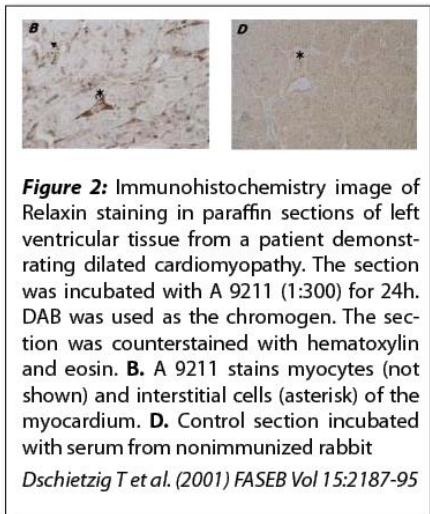 B D
Figure 2: Immunohistochemistry image of
Relaxin staining in paraffin sections of left
ventricular tissue from a patient demonst-
rating dilated cardiomyopathy. The section
was incubated with A 9211 (1:300) for 24h.
DAB was used as the chromogen. The sec-
tion was counterstained with hematoxylin
and eosin. B. A 9211 stains myocytes (not
shown) and interstitial cells (asterisk) of the
myocardium. D. Control section incubated
with serum from nonimmunized rabbit
Dschietzig T et al. (2001) FASEB Vol 15:2187-95